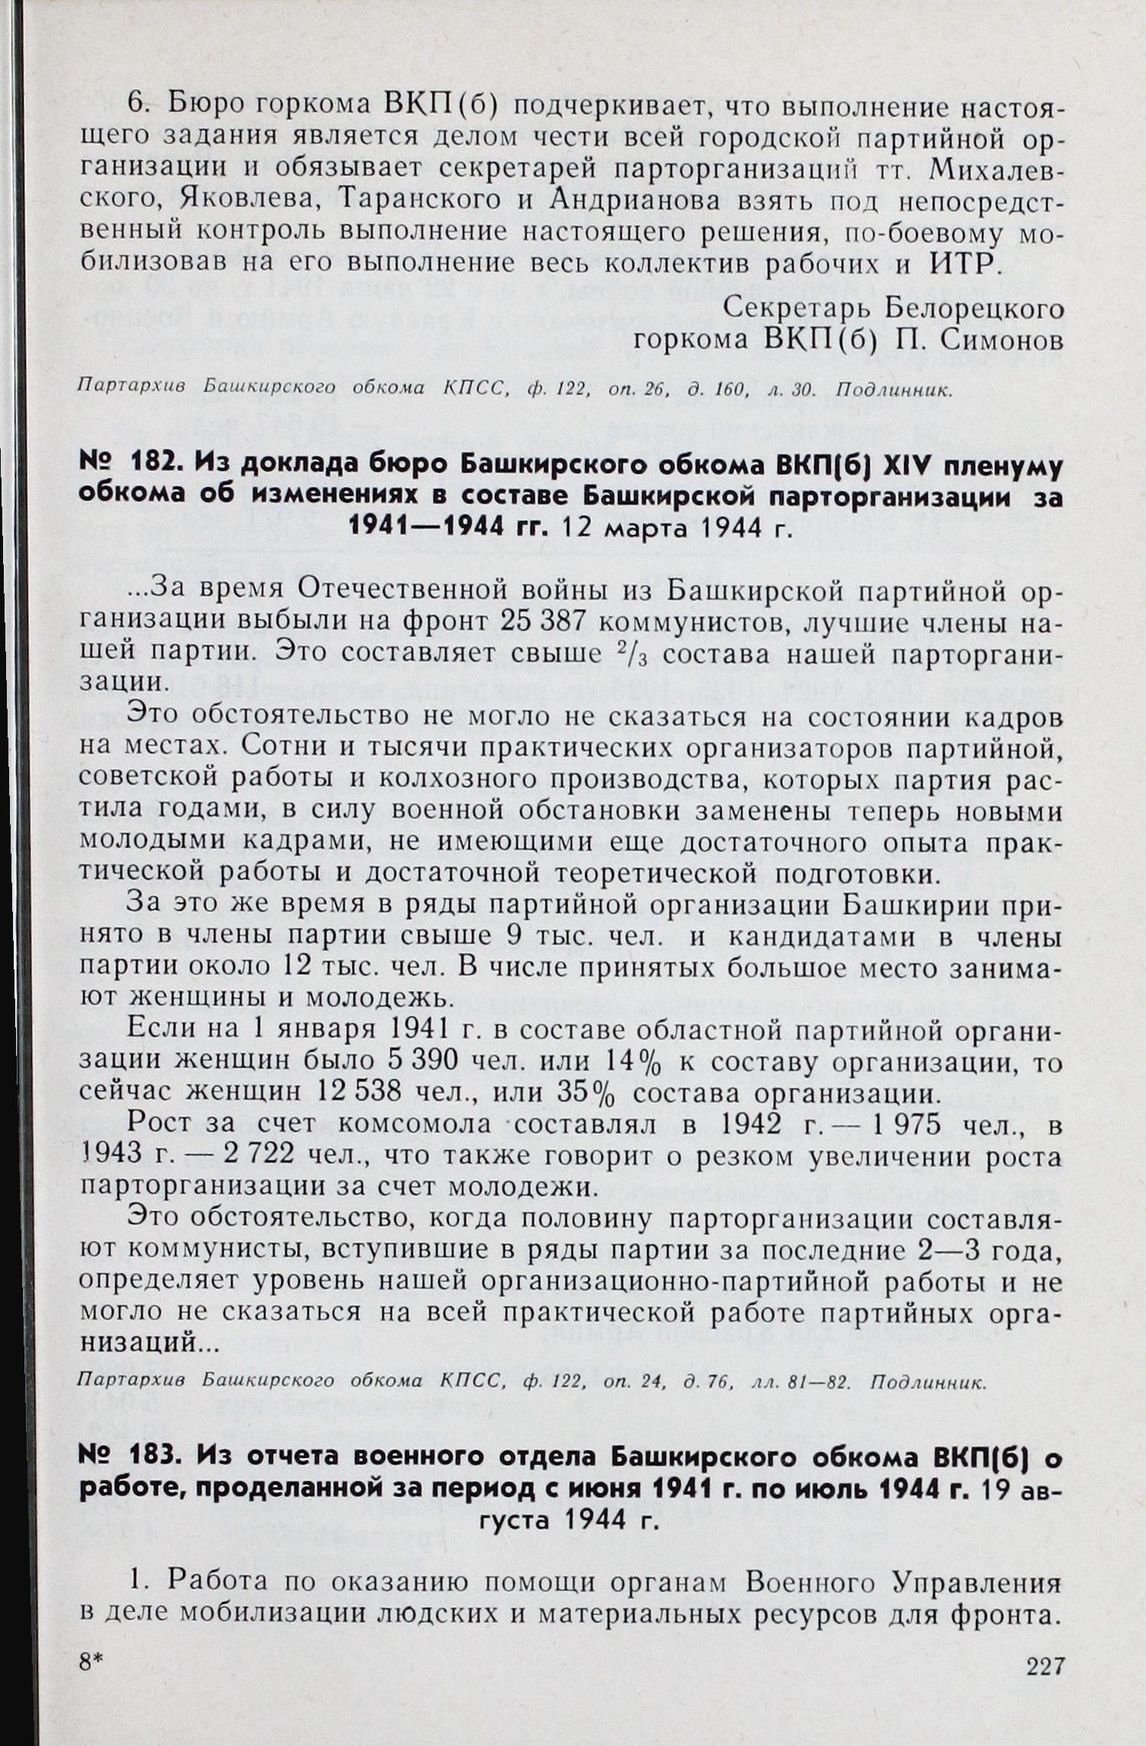 6. Бюро горкома ВКП(б) подчеркивает, что выполнение настоя-
щего задания является делом чести всей городской партийной ор-
ганизации и обязывает секретарей парторганизаций тт. Михалев-
ского, Яковлева, Таранского и Андрианова взять под непосредст-
венный контроль выполнение настоящего решения, по-боевому мо-
билизовав на его выполнение весь коллектив рабочих и ИТР.
Секретарь Белорецкого
горкома ВКП(б) П. Симонов
Партархив Башкирского обкома КПСС, ф. 122, оп. 26, д. 160, л. 30. Подлинник.
№ 182. Из доклада бюро Башкирского обкома ВКП(б) XIV пленуму
обкома об изменениях в составе Башкирской парторганизации за
1941—1944 гг. 12 марта 1944 г.
...За время Отечественной войны из Башкирской партийной ор-
ганизации выбыли на фронт 25 387 коммунистов, лучшие члены на-
шей партии. Это составляет свыше 2/3 состава нашей парторгани-
зации.
Это обстоятельство не могло не сказаться на состоянии кадров
на местах. Сотни и тысячи практических организаторов партийной,
советской работы и колхозного производства, которых партия рас-
тила годами, в силу военной обстановки заменены теперь новыми
молодыми кадрами, не имеющими еще достаточного опыта прак-
тической работы и достаточной теоретической подготовки.
За это же время в ряды партийной организации Башкирии при-
нято в члены партии свыше 9 тыс. чел. и кандидатами в члены
партии около 12 тыс. чел. В числе принятых большое место занима-
ют женщины и молодежь.
Если на 1 января 1941 г. в составе областной партийной органи-
зации женщин было 5 390 чел. или 14% к составу организации, то
сейчас женщин 12 538 чел., или 35% состава организации.
Рост за счет комсомола составлял в 1942 г. — 1 975 чел., в
1943 г. — 2 722 чел., что также говорит о резком увеличении роста
парторганизации за счет молодежи.
Это обстоятельство, когда половину парторганизации составля-
ют коммунисты, вступившие в ряды партии за последние 2—3 года,
определяет уровень нашей организационно-партийной работы и не
могло не сказаться на всей практической работе партийных орга-
низаций...
Партархив Башкирского обкома КПСС, ф. 122, оп. 24, д. 76, лл. 81—82. Подлинник.
№ 183. Из отчета военного отдела Башкирского обкома ВКП(б) о
работе, проделанной за период с июня 1941 г. по июль 1944 г. 19 ав-
густа 1944 г.
1. Работа по оказанию помощи органам Военного Управления
в деле мобилизации людских и материальных ресурсов для фронта.
8*
227